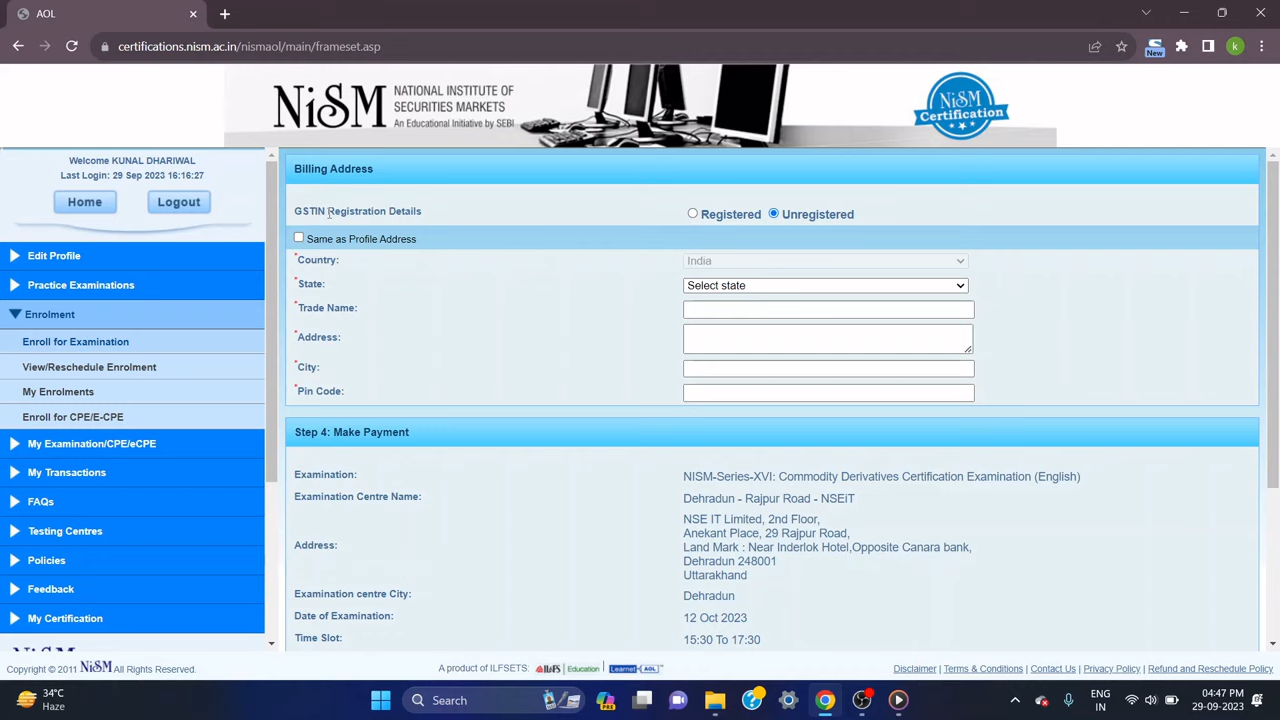 AOL
certifications.nism.ac.in/nismaol/frameset.asp
New
k
NiSM NATIONAL INSTITUTE OF
SECURITIES MARKETS
An Educational Initiative by SEBI
NiSM
Certification
Welcome KUNAL DHARIWAL
Last Login: 29 Sep 2023 16:16:27
Home
Logout
Edit Profile
Practice Examinations
Enrolment
Enroll for Examination
View/Reschedule Enrolment
My Enrolments
Enroll for CPE/E-CPE
My Examination/CPE/eCPE
My Transactions
FAQs
Testing Centres
Policies
Feedback
My Certification
Billing Address
GSTIN Registration Details
Registered Unregistered
Same as Profile Address
*Country: India
*State: Select state
*Trade Name:
*Address:
*City:
*Pin Code:
Step 4: Make Payment
Examination: NISM-Series-XVI: Commodity Derivatives Certification Examination (English)
Examination Centre Name: Dehradun - Rajpur Road - NSEiT
Address: NSE IT Limited, 2nd Floor,
Anekant Place, 29 Rajpur Road,
Land Mark : Near Inderlok Hotel,Opposite Canara bank,
Dehradun 248001
Uttarakhand
Examination centre City: Dehradun
Date of Examination: 12 Oct 2023
Time Slot: 15:30 To 17:30
Copyright © 2011 NiSM All Rights Reserved.
A product of ILFSETS: IL&FS Education Learnet AOL
Disclaimer | Terms & Conditions | Contact Us | Privacy Policy | Refund and Reschedule Policy
34°C
Haze
Search
ENG
IN
04:47 PM
29-09-2023